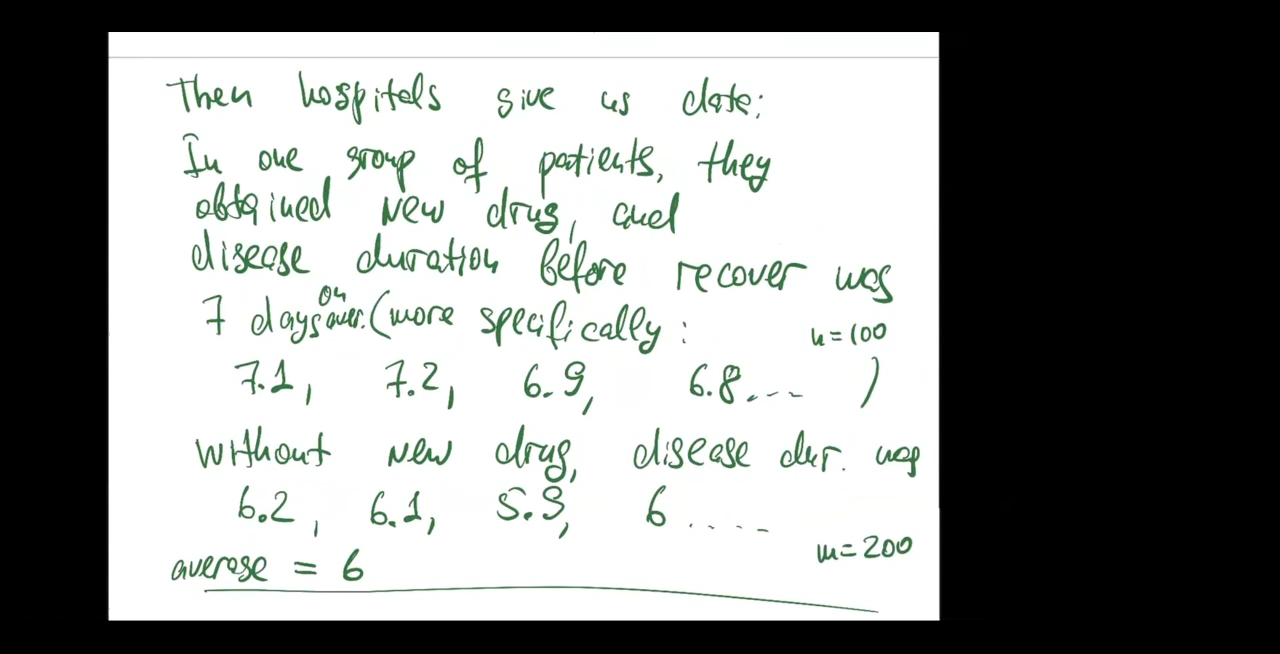 Then hospitals give us data:
In one group of patients, they
obtained new drug, and
disease duration before recover was
7 days on aver. (more specifically:
n=100
7.1, 7.2, 6.9, 6.8... )
without new drug, disease dur. was
6.2, 6.1, 5.9, 6 ....
m=200
average = 6